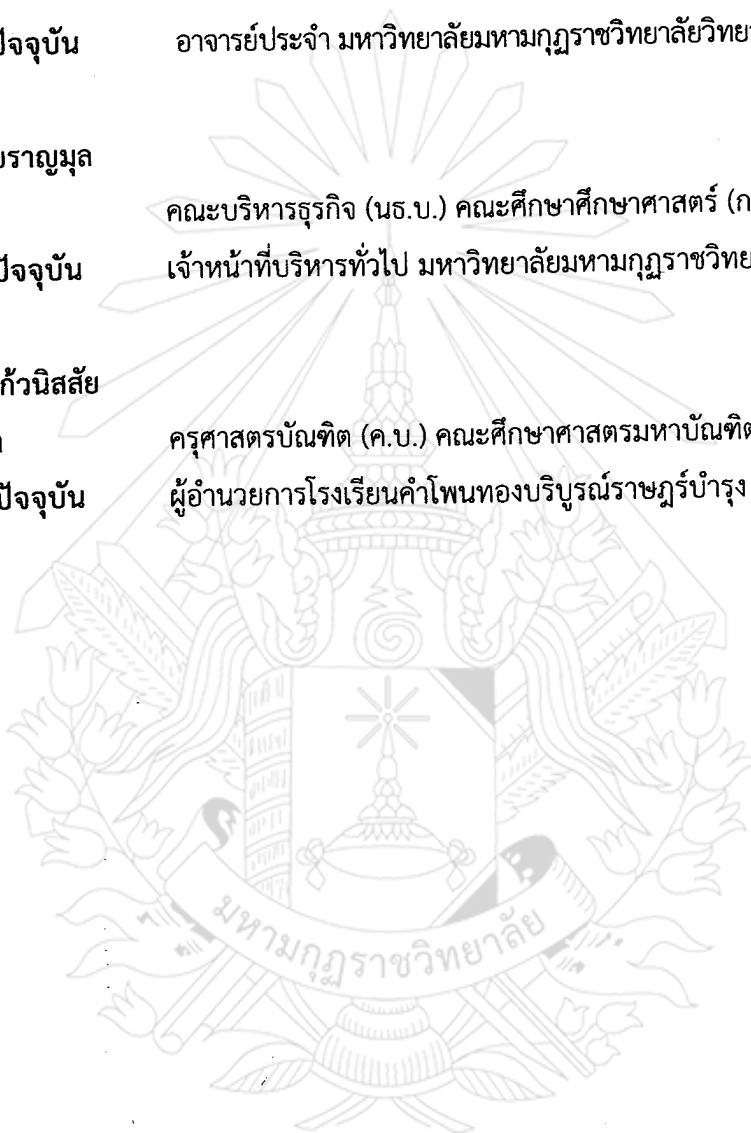 ปัจจุบัน อาจารย์ประจำ มหาวิทยาลัยมหามกุฏราชวิทยาลัยวิทยา
บราญมุล
คณะบริหารธุรกิจ (นธ.บ.) คณะศึกษาศึกษาศาสตร์ (ก
ปัจจุบัน เจ้าหน้าที่บริหารทั่วไป มหาวิทยาลัยมหามกุฏราชวิทย
ก้วนิสสัย
ครุศาสตรบัณฑิต (ค.บ.) คณะศึกษาศาสตรมหาบัณฑิต
ปัจจุบัน ผู้อำนวยการโรงเรียนคำโพนทองบริบูรณ์ราษฎร์บำรุง
มหามกุฏราชวิทยาลัย